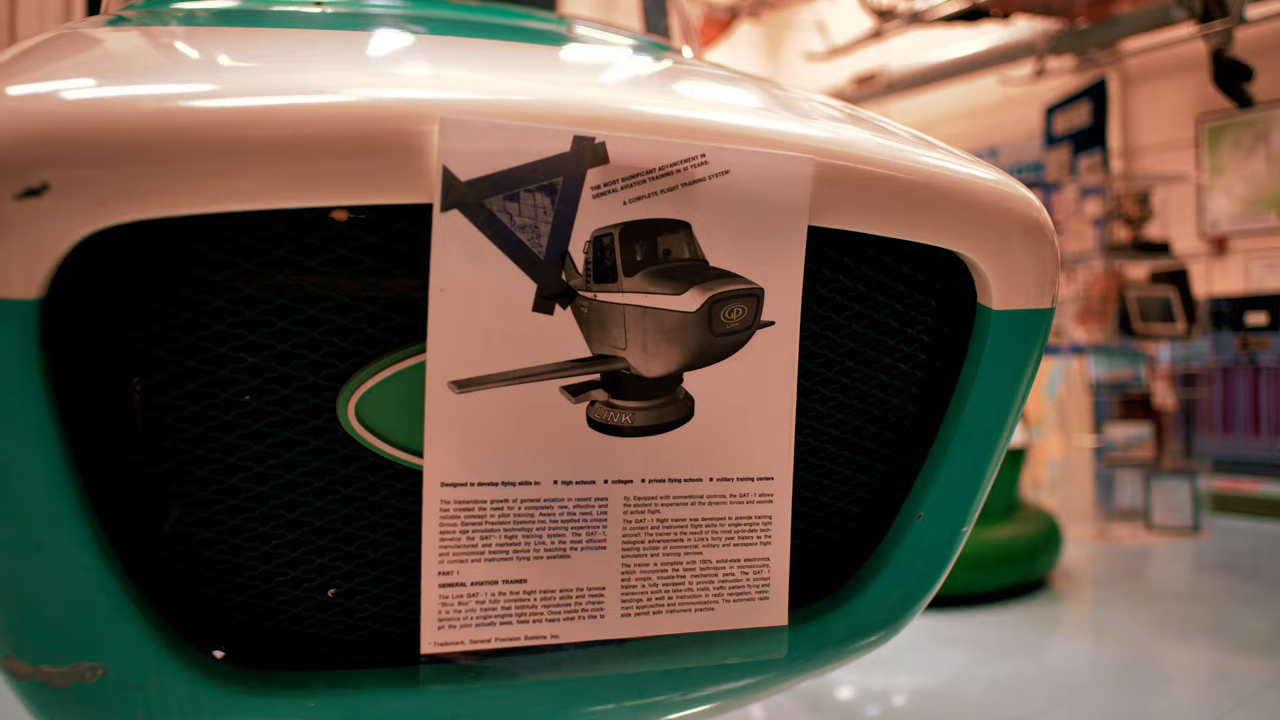 THE MOST SIGNIFICANT ADVANCEMENT IN
GENERAL AVIATION TRAINING IN 40 YEARS:
A COMPLETE FLIGHT TRAINING SYSTEM!
GP
LINK
LINK
Designed to develop flying skills in: ■ high schools ■ colleges ■ private flying schools ■ military training centers
The tremendous growth of general aviation in recent years
has created the need for a completely new, effective and
reliable concept in pilot training. Aware of this need, Link
Group, General Precision Systems Inc. has applied its unique
space age simulation technology and training experience to
develop the GAT*-1 flight training system. The GAT-1,
manufactured and marketed by Link, is the most efficient
and economical training device for teaching the principles
of contact and instrument flying now available.
PART I
GENERAL AVIATION TRAINER
The Link GAT-1 is the first flight trainer since the famous
"Blue Box" that fully considers a pilot's skills and needs.
It is the only trainer that faithfully reproduces the charac-
teristics of a single-engine light plane. Once inside the cock-
pit the pilot actually sees, feels and hears what it's like to
* Trademark, General Precision Systems Inc.
fly. Equipped with conventional controls, the GAT-1 allows
the student to experience all the dynamic forces and sounds
of actual flight.
The GAT-1 flight trainer was developed to provide training
in contact and instrument flight skills for single-engine light
aircraft. The trainer is the result of the most up-to-date tech-
nological advancements in Link's forty year history as the
leading builder of commercial, military and aerospace flight
simulators and training devices.
The trainer is complete with 100% solid-state electronics,
which incorporate the latest techniques in microcircuitry,
and simple, trouble-free mechanical parts. The GAT-1
trainer is fully equipped to provide instruction in contact
maneuvers such as take-offs, stalls, traffic pattern flying and
landings, as well as instruction in radio navigation, instru-
ment approaches and communications. The automatic radio
aids permit solo instrument practice.